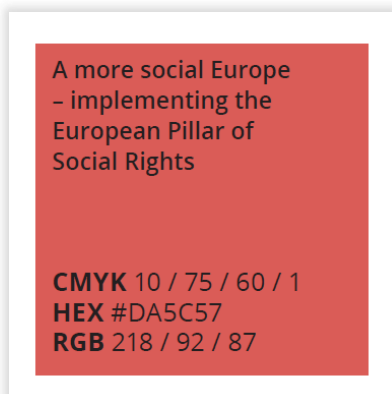 A more social Europe
– implementing the
European Pillar of
Social Rights
CMYK 10 / 75 / 60 / 1
HEX #DA5C57
RGB 218 / 92 / 87